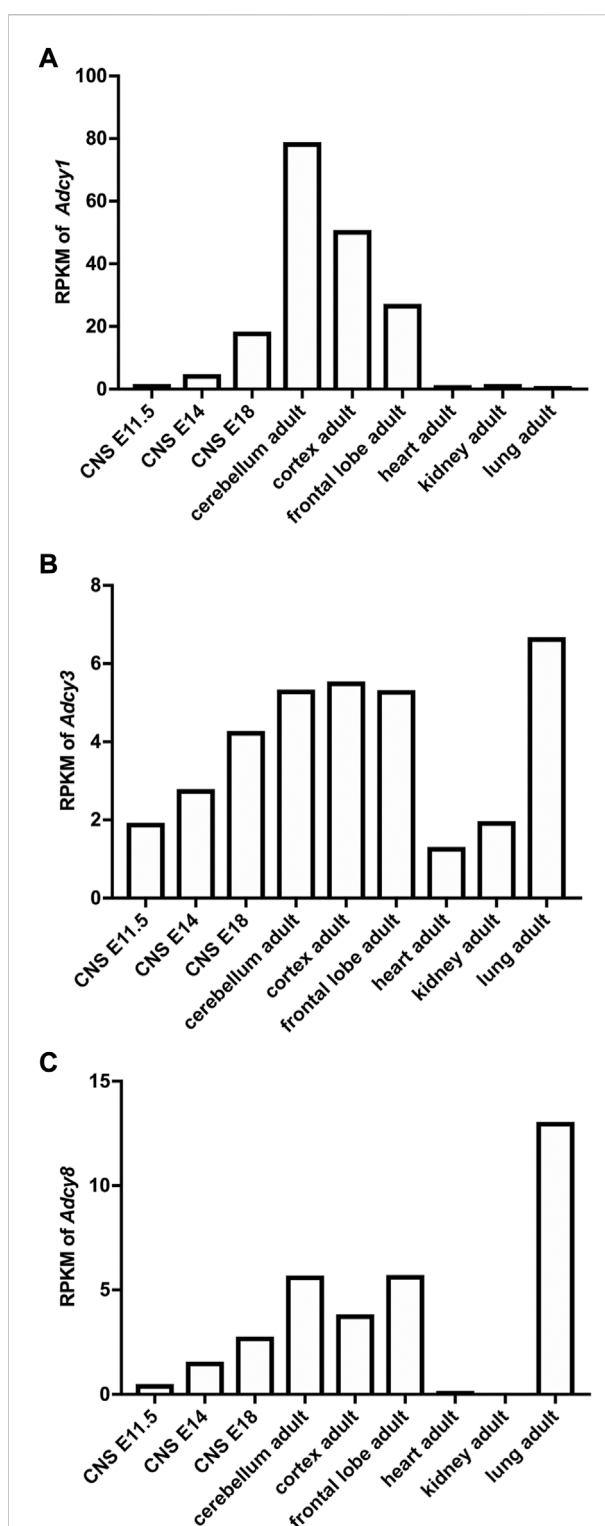 A
RPKM of Adcy1
100
80
60
40
20
0
CNS E11.5
CNS E14
CNS E18
cerebellum adult
cortex adult
frontal lobe adult
heart adult
kidney adult
lung adult
B
RPKM of Adcy3
8
6
4
2
0
CNS E11.5
CNS E14
CNS E18
cerebellum adult
cortex adult
frontal lobe adult
heart adult
kidney adult
lung adult
C
RPKM of Adcy8
15
10
5
0
CNS E11.5
CNS E14
CNS E18
cerebellum adult
cortex adult
frontal lobe adult
heart adult
kidney adult
lung adult